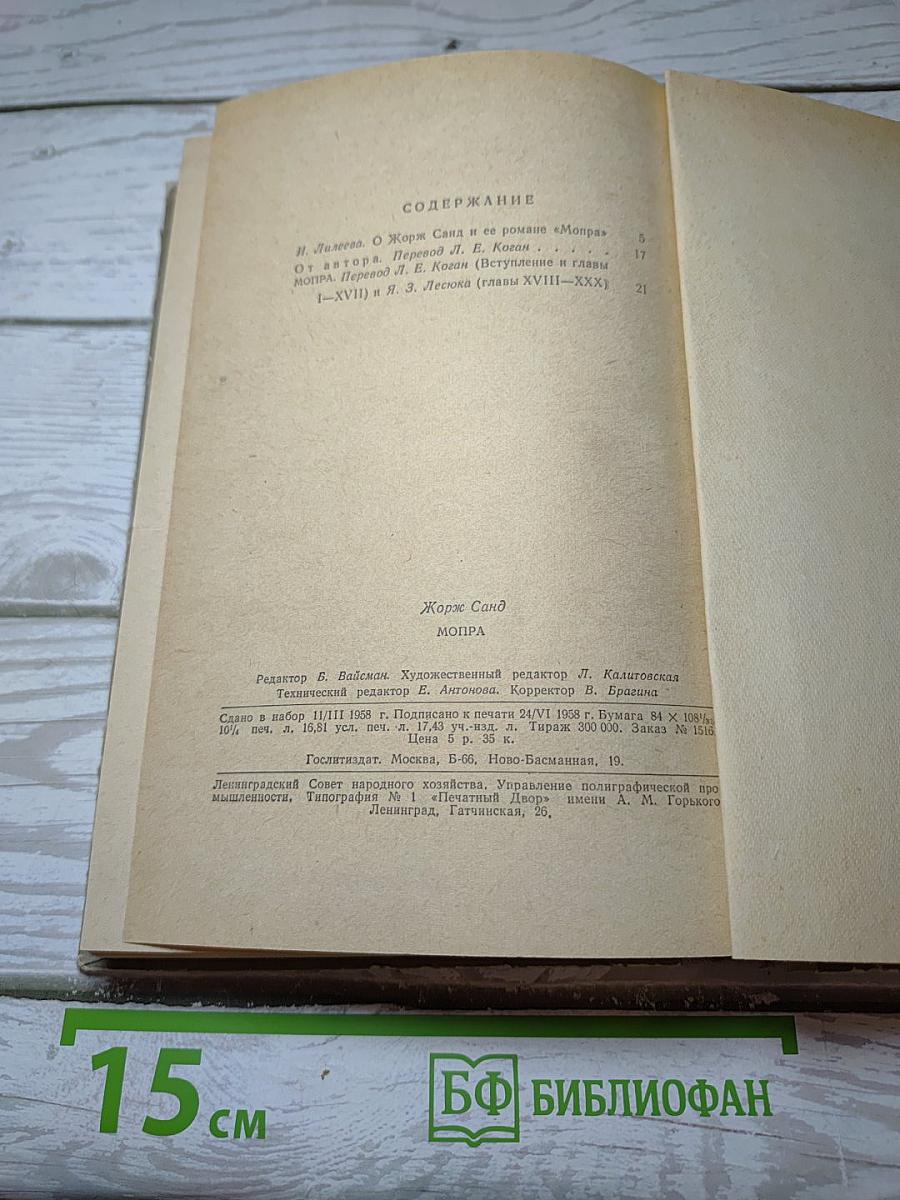 СОДЕРЖАНИЕ
И. Лилеева. О Жорж Санд и ее романе «Мопра» 5
От автора. Перевод Л. Е. Коган . . . . . 17
МОПРА. Перевод Л. Е. Коган (Вступление и главы
I—XVII) и Я. З. Лесюка (главы XVIII—XXX) 21
Жорж Санд
МОПРА
Редактор Б. Вайсман. Художественный редактор Л. Калитовская
Технический редактор Е. Антонова. Корректор В. Брагина
Сдано в набор 11/III 1958 г. Подписано к печати 24/VI 1958 г. Бумага 84 × 108¹/₃₂
10¹/₄ печ. л. 16,81 усл. печ. л. 17,43 уч.-изд. л. Тираж 300 000. Заказ № 1516
Цена 5 р. 35 к.
Гослитиздат. Москва, Б-66, Ново-Басманная, 19.
Ленинградский Совет народного хозяйства. Управление полиграфической про
мышленности, Типография № 1 «Печатный Двор» имени А. М. Горького
Ленинград, Гатчинская, 26.
15 см
БФ БИБЛИОФАН